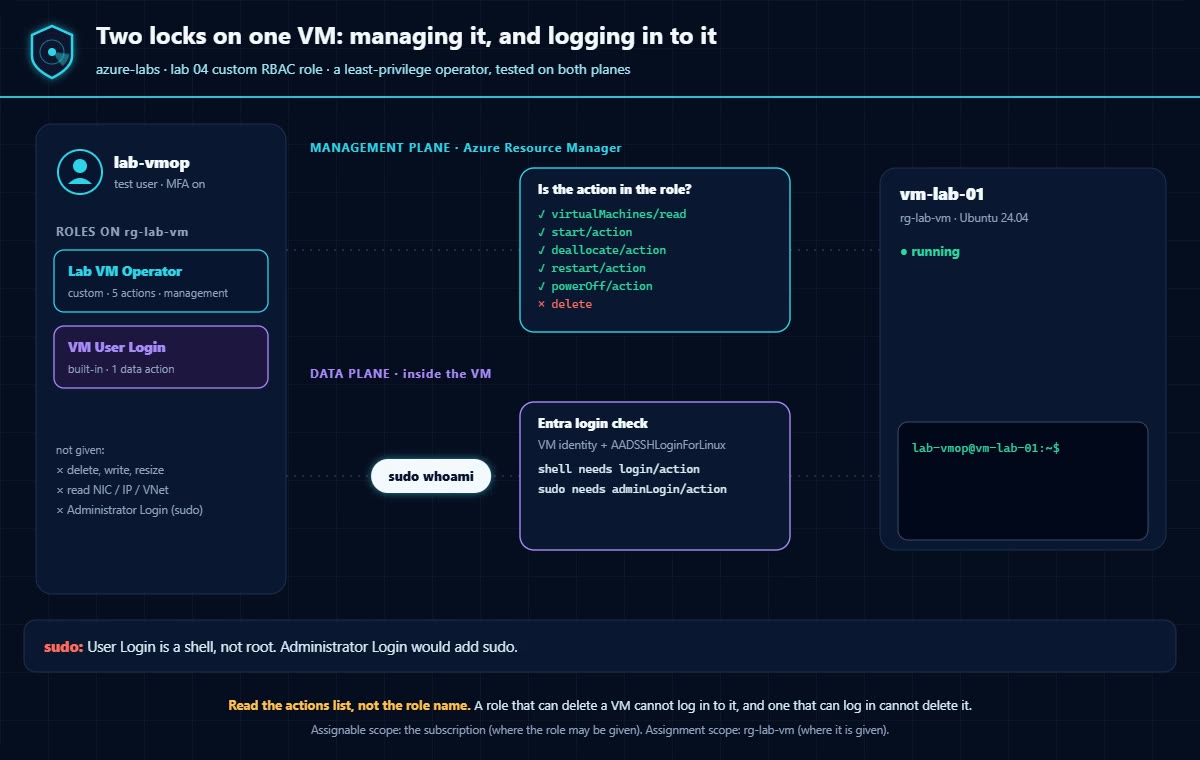 Two locks on one VM: managing it, and logging in to it
azure-labs · lab 04 custom RBAC role · a least-privilege operator, tested on both planes
lab-vmop
test user · MFA on
ROLES ON rg-lab-vm
Lab VM Operator
custom · 5 actions · management
VM User Login
built-in · 1 data action
not given:
× delete, write, resize
× read NIC / IP / VNet
× Administrator Login (sudo)
MANAGEMENT PLANE · Azure Resource Manager
Is the action in the role?
✓ virtualMachines/read
✓ start/action
✓ deallocate/action
✓ restart/action
✓ powerOff/action
× delete
DATA PLANE · inside the VM
sudo whoami
Entra login check
VM identity + AADSSHLoginForLinux
shell needs login/action
sudo needs adminLogin/action
vm-lab-01
rg-lab-vm · Ubuntu 24.04
● running
lab-vmop@vm-lab-01:~$
sudo: User Login is a shell, not root. Administrator Login would add sudo.
Read the actions list, not the role name. A role that can delete a VM cannot log in to it, and one that can log in cannot delete it.
Assignable scope: the subscription (where the role may be given). Assignment scope: rg-lab-vm (where it is given).